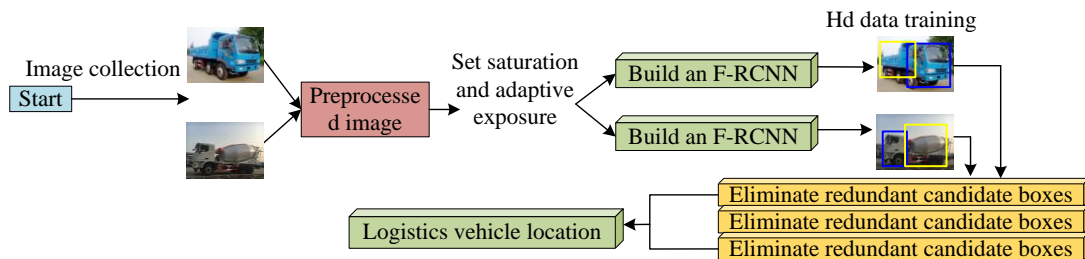 Hd data training
Image collection
Start
Preprocesse
d image
Set saturation
and adaptive
exposure
Build an F-RCNN
Build an F-RCNN
Eliminate redundant candidate boxes
Eliminate redundant candidate boxes
Eliminate redundant candidate boxes
Logistics vehicle location